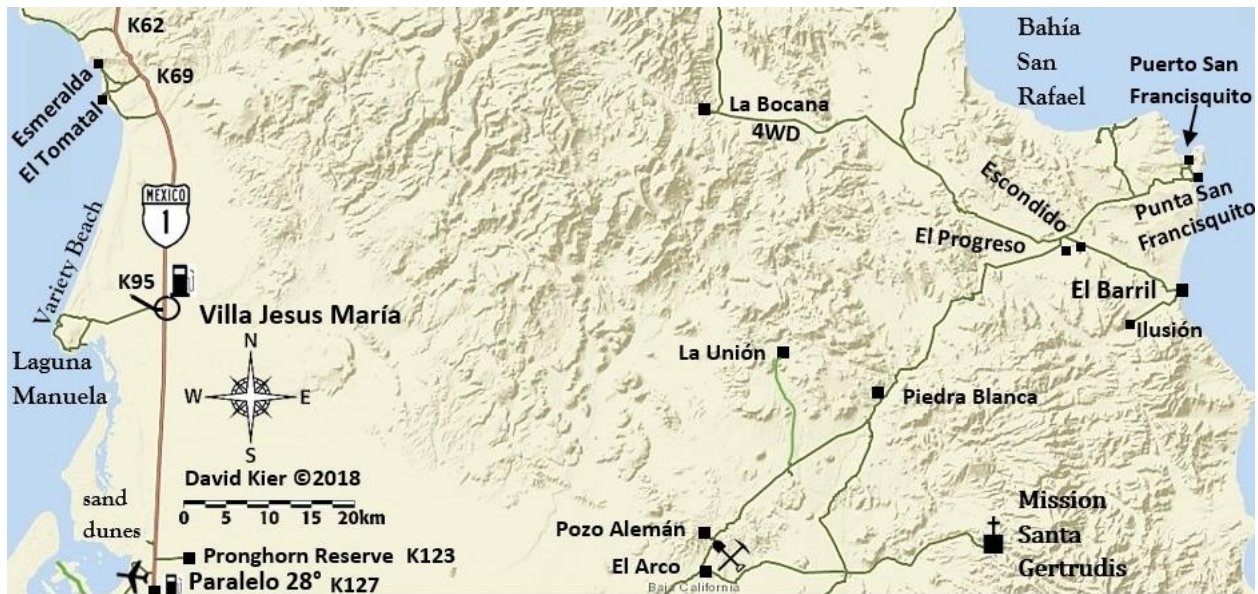 K62
K69
Esmeralda
El Tomatal
MEXICO
1
Variety Beach
K95
Villa Jesus María
Laguna
Manuela
N
W
E
S
David Kier ©2018
0 5 10 15 20km
sand
dunes
Pronghorn Reserve K123
Paralelo 28° K127
La Bocana
4WD
Bahía
San
Rafael
Puerto San
Francisquito
Punta San
Francisquito
Escondido
El Progreso
El Barril
Ilusión
La Unión
Piedra Blanca
Pozo Alemán
El Arco
Baja California
Mission
Santa
Gertrudis